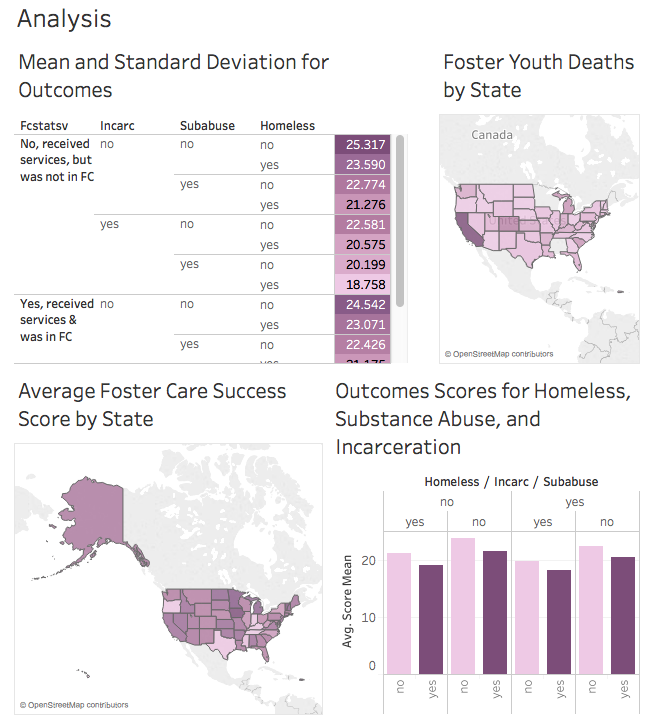 Analysis
Mean and Standard Deviation for
Outcomes
Fcstatsv Incarc Subabuse Homeless
No, received no no no 25.317
services, but yes 23.590
was not in FC yes no 22.774
yes 21.276
yes no no 22.581
yes 20.575
yes no 20.199
yes 18.758
Yes, received no no no 24.542
services & yes 23.071
was in FC yes no 22.426
Foster Youth Deaths
by State
Canada
© OpenStreetMap contributors
Average Foster Care Success
Score by State
© OpenStreetMap contributors
Outcomes Scores for Homeless,
Substance Abuse, and
Incarceration
Homeless / Incarc / Subabuse
no yes
yes no yes no
Avg. Score Mean
20
10
0
no yes no yes no yes no yes